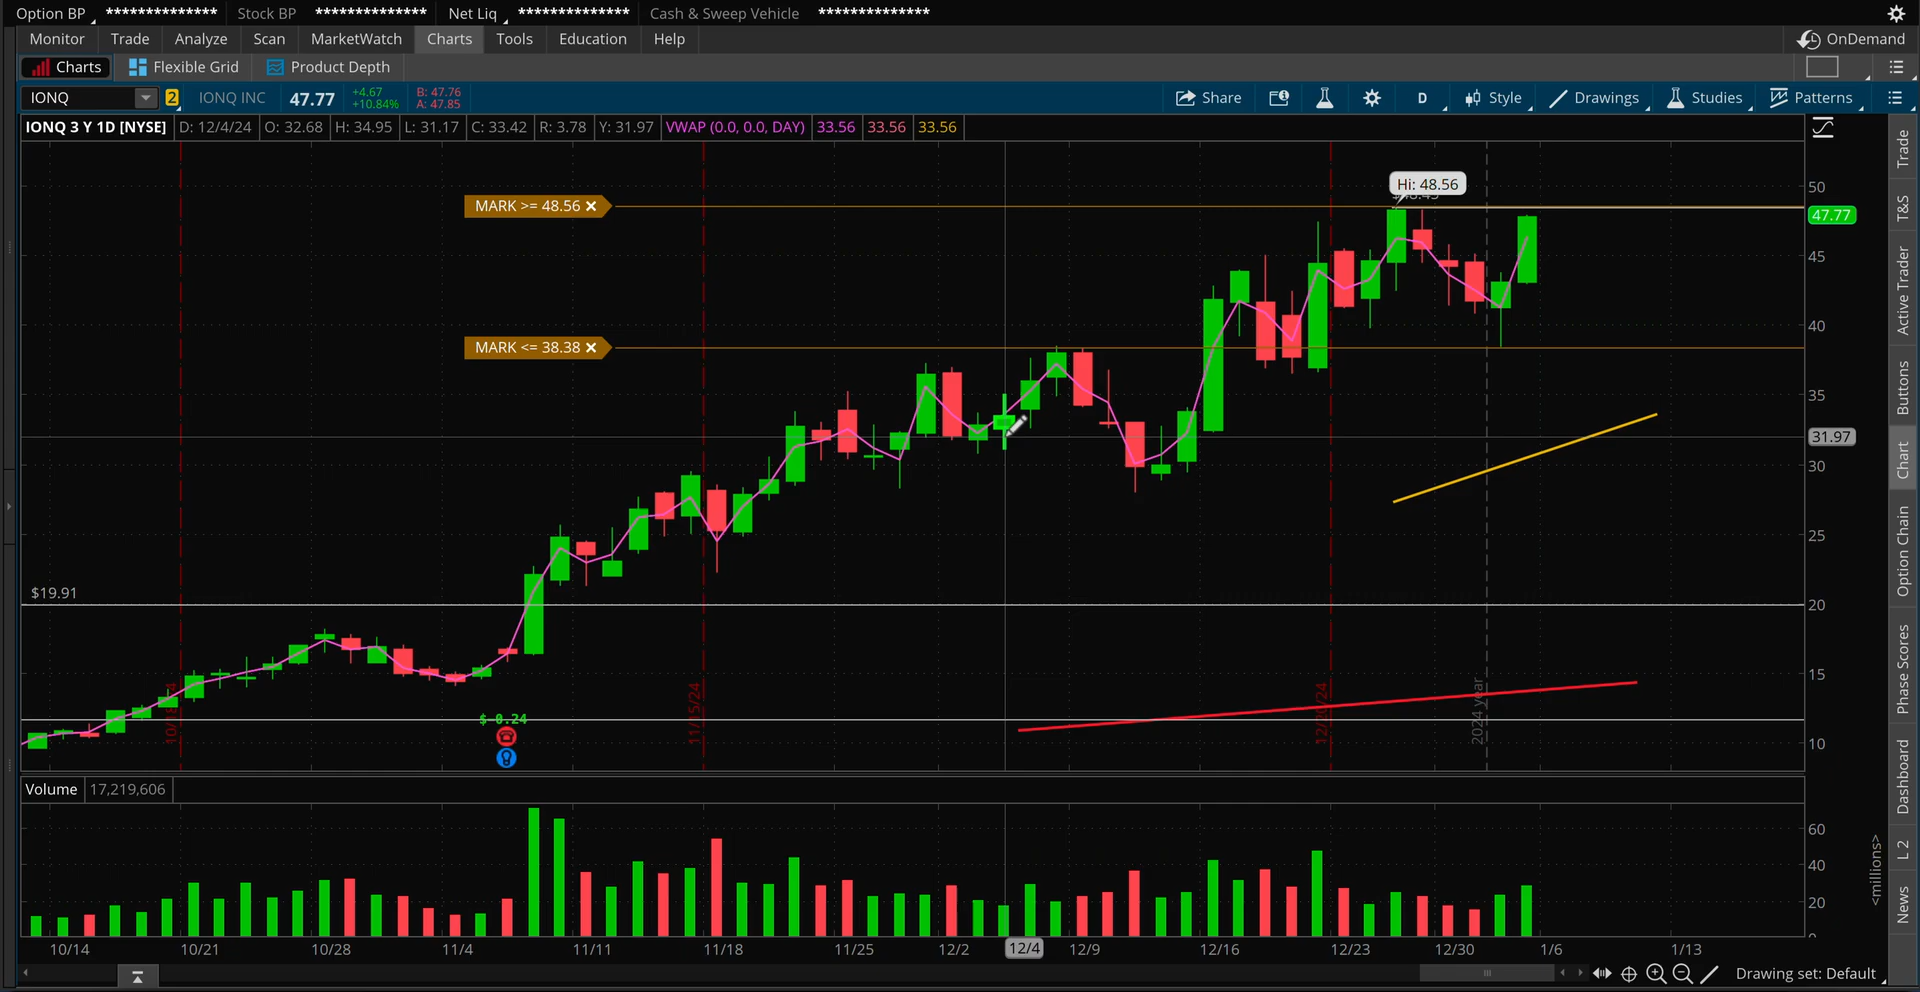 Option BP ************** Stock BP ************** Net Liq ************** Cash & Sweep Vehicle **************
Monitor Trade Analyze Scan MarketWatch Charts Tools Education Help OnDemand
Charts Flexible Grid Product Depth
IONQ 2 IONQ INC 47.77 +4.67 +10.84% B: 47.76 A: 47.85 Share D Style Drawings Studies Patterns
IONQ 3 Y 1D [NYSE] D: 12/4/24 O: 32.68 H: 34.95 L: 31.17 C: 33.42 R: 3.78 Y: 31.97 VWAP (0.0, 0.0, DAY) 33.56 33.56 33.56
Hi: 48.56
MARK >= 48.56
MARK <= 38.38
50
47.77
45
40
35
31.97
30
25
20
15
10
$19.91
$-0.24
11/15/24
12/20/24
2024 year
Volume 17,219,606
60
40
20
0
<millions>
10/14 10/21 10/28 11/4 11/11 11/18 11/25 12/2 12/4 12/9 12/16 12/23 12/30 1/6 1/13
Drawing set: Default
Trade
T&S
Active Trader
Buttons
Chart
Option Chain
Phase Scores
Dashboard
L 2
News